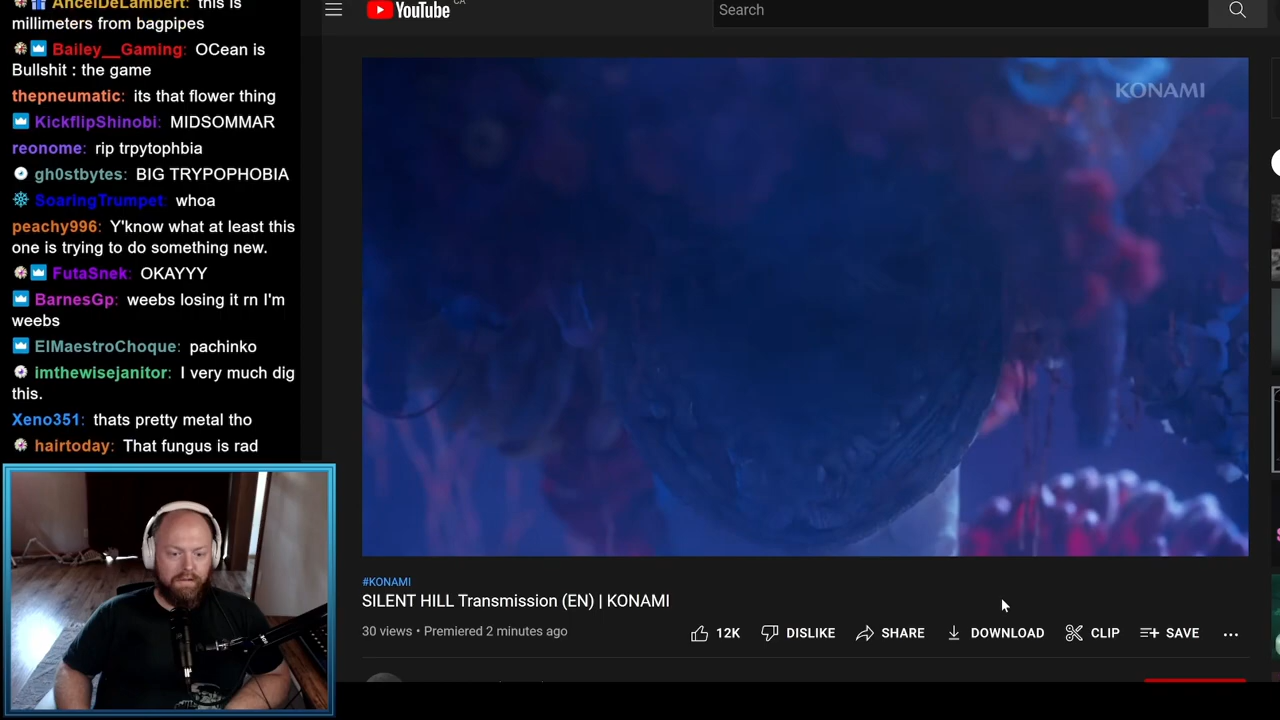 AncelDeLambert: this is
millimeters from bagpipes
Bailey__Gaming: OCean is
Bullshit : the game
thepneumatic: its that flower thing
KickflipShinobi: MIDSOMMAR
reonome: rip trpytophbia
gh0stbytes: BIG TRYPOPHOBIA
SoaringTrumpet: whoa
peachy996: Y'know what at least this
one is trying to do something new.
FutaSnek: OKAYYY
BarnesGp: weebs losing it rn I'm
weebs
ElMaestroChoque: pachinko
imthewisejanitor: I very much dig
this.
Xeno351: thats pretty metal tho
hairtoday: That fungus is rad
YouTube CA
Search
KONAMI
#KONAMI
SILENT HILL Transmission (EN) | KONAMI
30 views • Premiered 2 minutes ago
12K DISLIKE SHARE DOWNLOAD CLIP SAVE